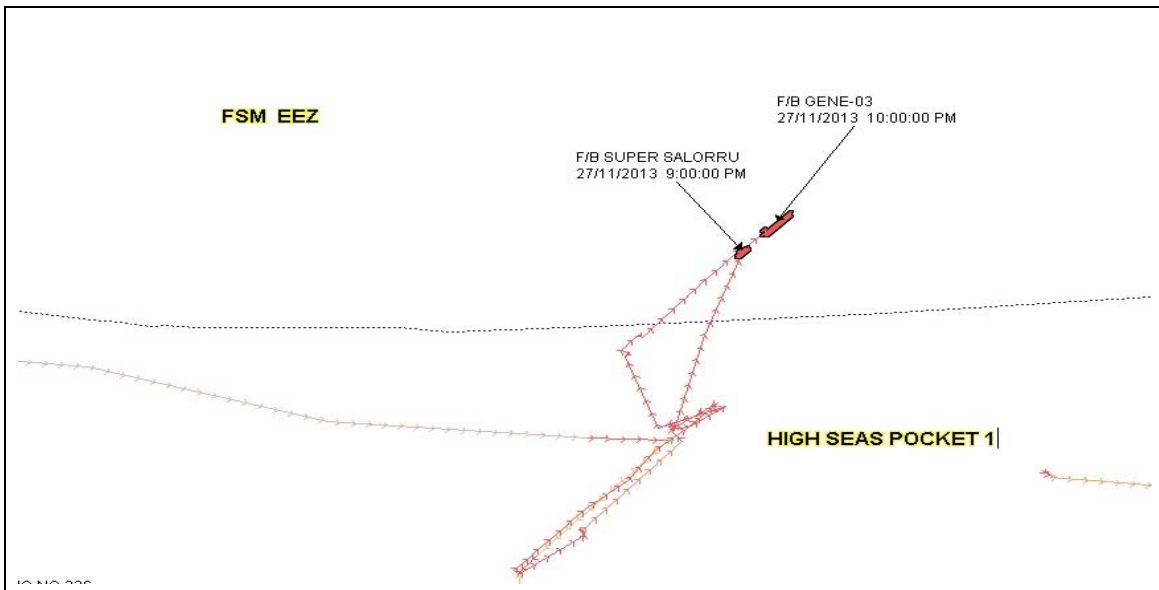 FSM EEZ
F/B GENE-03
27/11/2013 10:00:00 PM
F/B SUPER SALORRU
27/11/2013 9:00:00 PM
HIGH SEAS POCKET 1